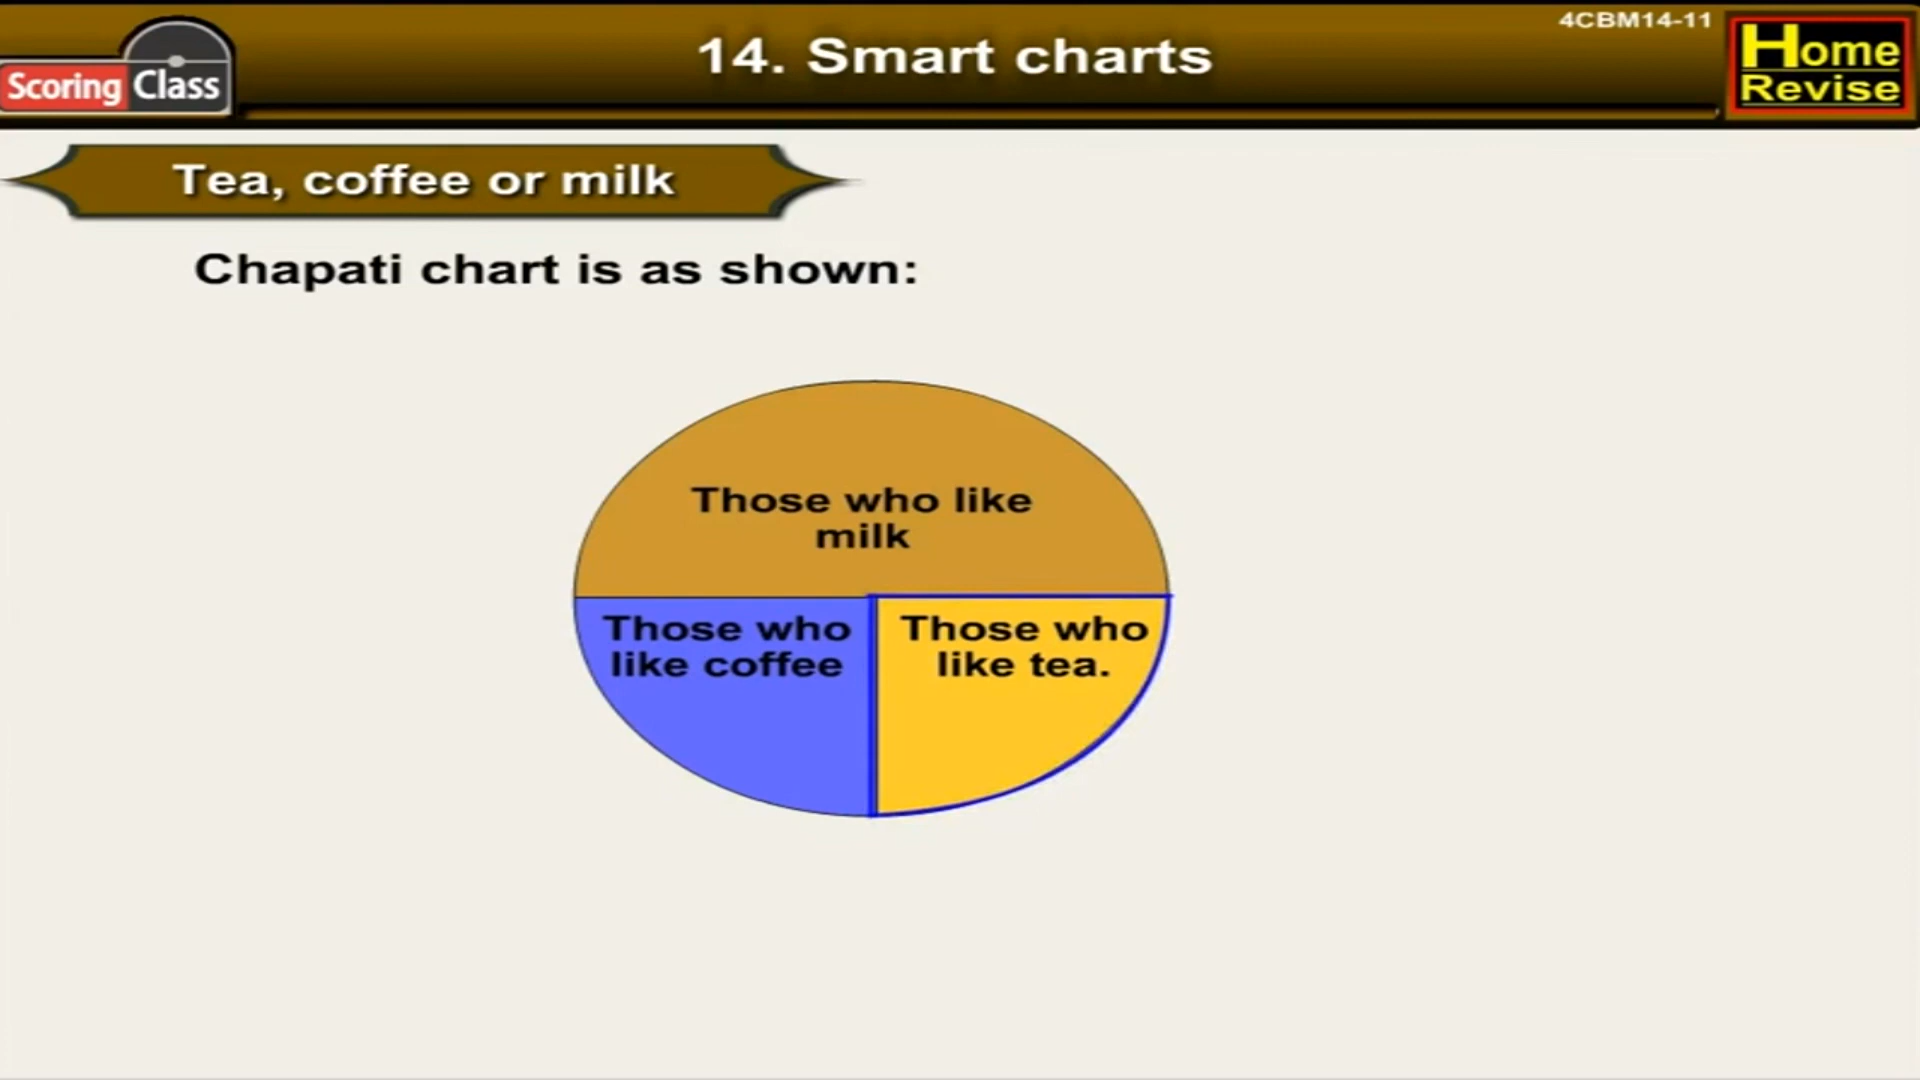 4CBM14-11
14. Smart charts
Scoring Class
Home
Revise
Tea, coffee or milk
Chapati chart is as shown:
Those who like
milk
Those who
like coffee
Those who
like tea.